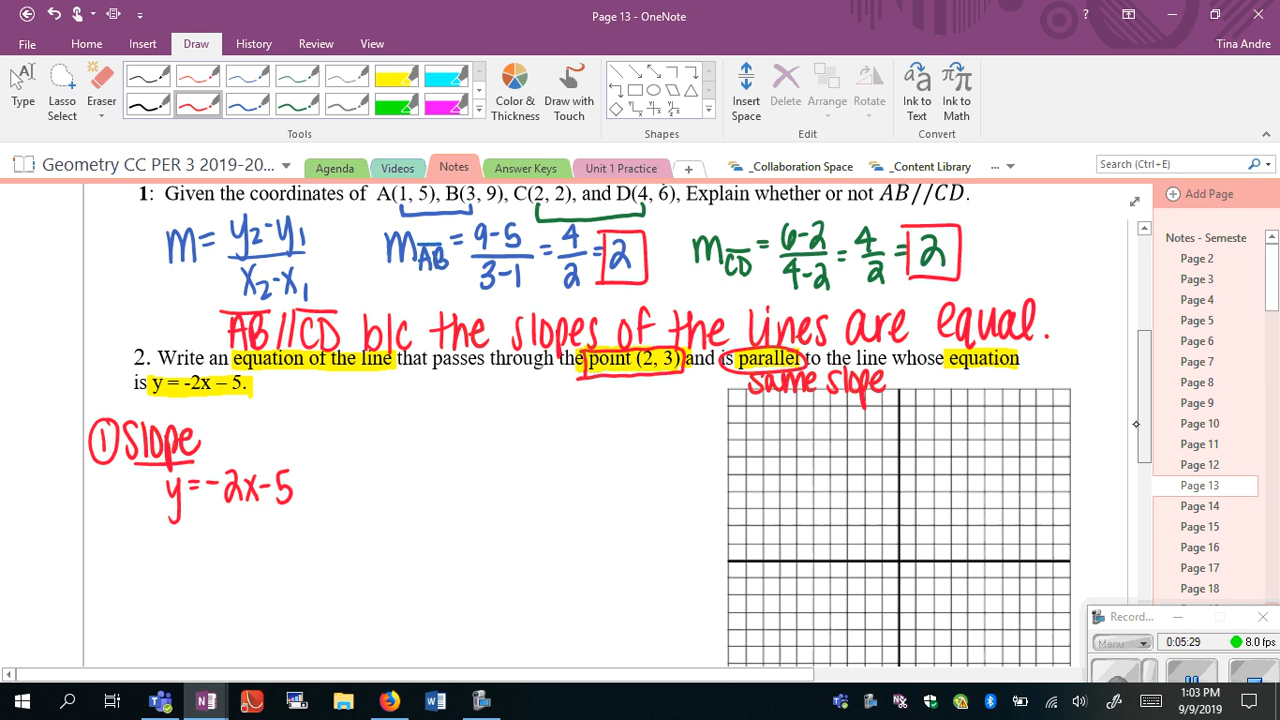 Page 13 - OneNote
?
File
Home
Insert
Draw
History
Review
View
Tina Andre
Type
Lasso Select
Eraser
Color & Thickness
Draw with Touch
Insert Space
Delete
Arrange
Rotate
Ink to Text
Ink to Math
Tools
Shapes
Edit
Convert
Geometry CC PER 3 2019-20...
Agenda
Videos
Notes
Answer Keys
Unit 1 Practice
_Collaboration Space
_Content Library
...
Search (Ctrl+E)
Add Page
1: Given the coordinates of A(1, 5), B(3, 9), C(2, 2), and D(4, 6), Explain whether or not AB//CD.
m = y₂-y₁ / x₂-x₁
m AB = 9-5 / 3-1 = 4/2 = 2
m CD = 6-2 / 4-2 = 4/2 = 2
AB//CD b/c the slopes of the lines are equal.
2. Write an equation of the line that passes through the point (2, 3) and is parallel to the line whose equation
is y = -2x – 5.
same slope
① Slope
y = -2x - 5
Notes - Semeste
Page 2
Page 3
Page 4
Page 5
Page 6
Page 7
Page 8
Page 9
Page 10
Page 11
Page 12
Page 13
Page 14
Page 15
Page 16
Page 17
Page 18
Record...
Menu
0:05:29
8.0 fps
1:03 PM
9/9/2019